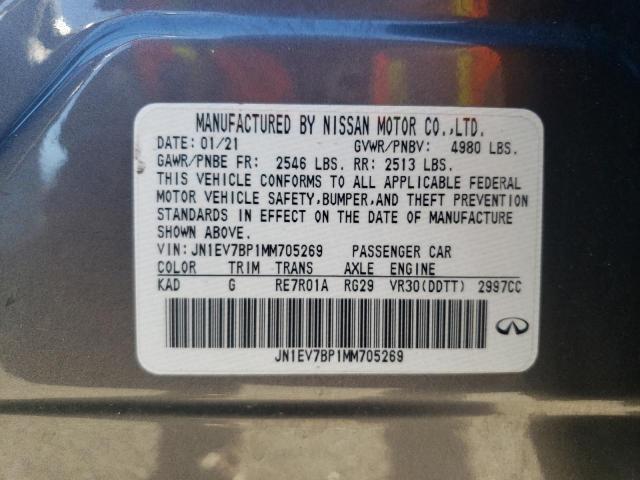 MANUFACTURED BY NISSAN MOTOR CO.,LTD.
DATE: 01/21 GVWR/PNBV: 4980 LBS.
GAWR/PNBE FR: 2546 LBS. RR: 2513 LBS.
THIS VEHICLE CONFORMS TO ALL APPLICABLE FEDERAL
MOTOR VEHICLE SAFETY,BUMPER,AND THEFT PREVENTION
STANDARDS IN EFFECT ON THE DATE OF MANUFACTURE
SHOWN ABOVE.
VIN: JN1EV7BP1MM705269 PASSENGER CAR
COLOR TRIM TRANS AXLE ENGINE
KAD G RE7R01A RG29 VR30(DDTT) 2997CC
JN1EV7BP1MM705269